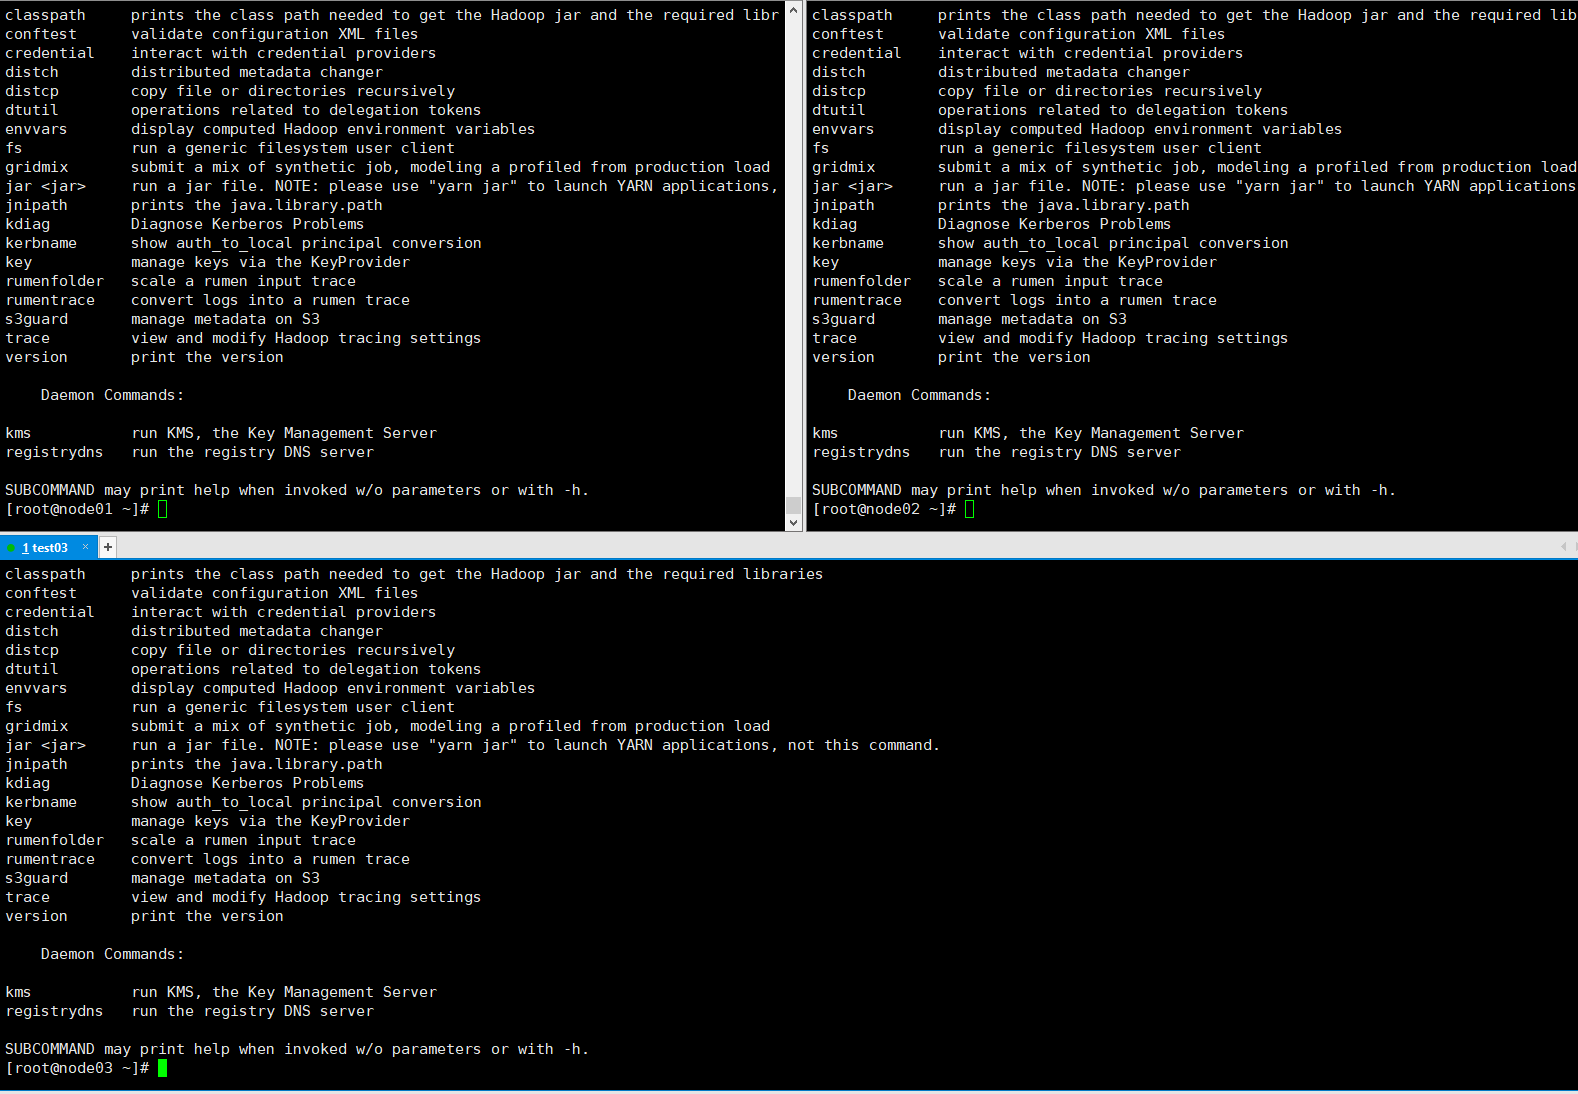 classpath     prints the class path needed to get the Hadoop jar and the required libr
conftest      validate configuration XML files
credential    interact with credential providers
distch        distributed metadata changer
distcp        copy file or directories recursively
dtutil        operations related to delegation tokens
envvars       display computed Hadoop environment variables
fs            run a generic filesystem user client
gridmix       submit a mix of synthetic job, modeling a profiled from production load
jar <jar>     run a jar file. NOTE: please use "yarn jar" to launch YARN applications,
jnipath       prints the java.library.path
kdiag         Diagnose Kerberos Problems
kerbname      show auth_to_local principal conversion
key           manage keys via the KeyProvider
rumenfolder   scale a rumen input trace
rumentrace    convert logs into a rumen trace
s3guard       manage metadata on S3
trace         view and modify Hadoop tracing settings
version       print the version
Daemon Commands:
kms           run KMS, the Key Management Server
registrydns   run the registry DNS server
SUBCOMMAND may print help when invoked w/o parameters or with -h.
[root@node01 ~]#
classpath     prints the class path needed to get the Hadoop jar and the required lib
conftest      validate configuration XML files
credential    interact with credential providers
distch        distributed metadata changer
distcp        copy file or directories recursively
dtutil        operations related to delegation tokens
envvars       display computed Hadoop environment variables
fs            run a generic filesystem user client
gridmix       submit a mix of synthetic job, modeling a profiled from production load
jar <jar>     run a jar file. NOTE: please use "yarn jar" to launch YARN applications
jnipath       prints the java.library.path
kdiag         Diagnose Kerberos Problems
kerbname      show auth_to_local principal conversion
key           manage keys via the KeyProvider
rumenfolder   scale a rumen input trace
rumentrace    convert logs into a rumen trace
s3guard       manage metadata on S3
trace         view and modify Hadoop tracing settings
version       print the version
Daemon Commands:
kms           run KMS, the Key Management Server
registrydns   run the registry DNS server
SUBCOMMAND may print help when invoked w/o parameters or with -h.
[root@node02 ~]#
1 test03 × +
classpath     prints the class path needed to get the Hadoop jar and the required libraries
conftest      validate configuration XML files
credential    interact with credential providers
distch        distributed metadata changer
distcp        copy file or directories recursively
dtutil        operations related to delegation tokens
envvars       display computed Hadoop environment variables
fs            run a generic filesystem user client
gridmix       submit a mix of synthetic job, modeling a profiled from production load
jar <jar>     run a jar file. NOTE: please use "yarn jar" to launch YARN applications, not this command.
jnipath       prints the java.library.path
kdiag         Diagnose Kerberos Problems
kerbname      show auth_to_local principal conversion
key           manage keys via the KeyProvider
rumenfolder   scale a rumen input trace
rumentrace    convert logs into a rumen trace
s3guard       manage metadata on S3
trace         view and modify Hadoop tracing settings
version       print the version
Daemon Commands:
kms           run KMS, the Key Management Server
registrydns   run the registry DNS server
SUBCOMMAND may print help when invoked w/o parameters or with -h.
[root@node03 ~]#